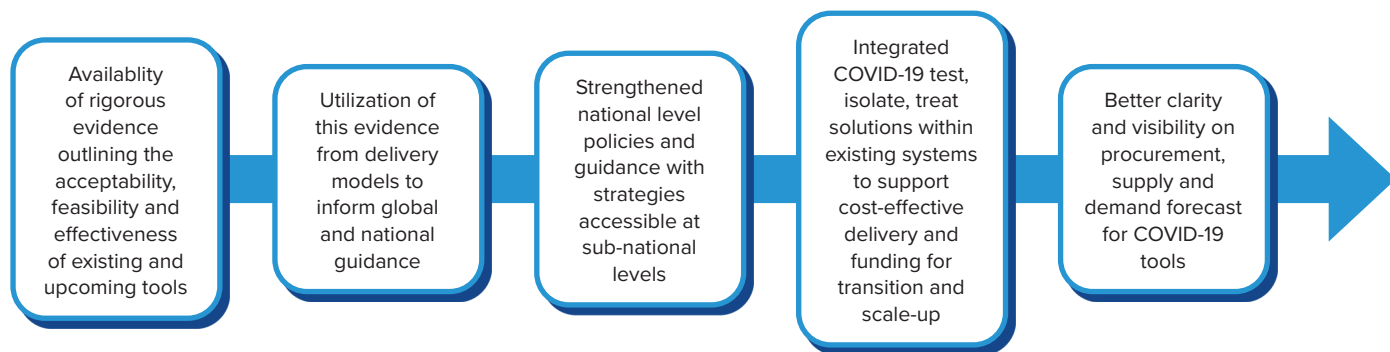 Availablity
of rigorous
evidence
outlining the
acceptability,
feasibility and
effectiveness
of existing and
upcoming tools
Utilization of
this evidence
from delivery
models to
inform global
and national
guidance
Strengthened
national level
policies and
guidance with
strategies
accessible at
sub-national
levels
Integrated
COVID-19 test,
isolate, treat
solutions within
existing systems
to support
cost-effective
delivery and
funding for
transition and
scale-up
Better clarity
and visibility on
procurement,
supply and
demand forecast
for COVID-19
tools